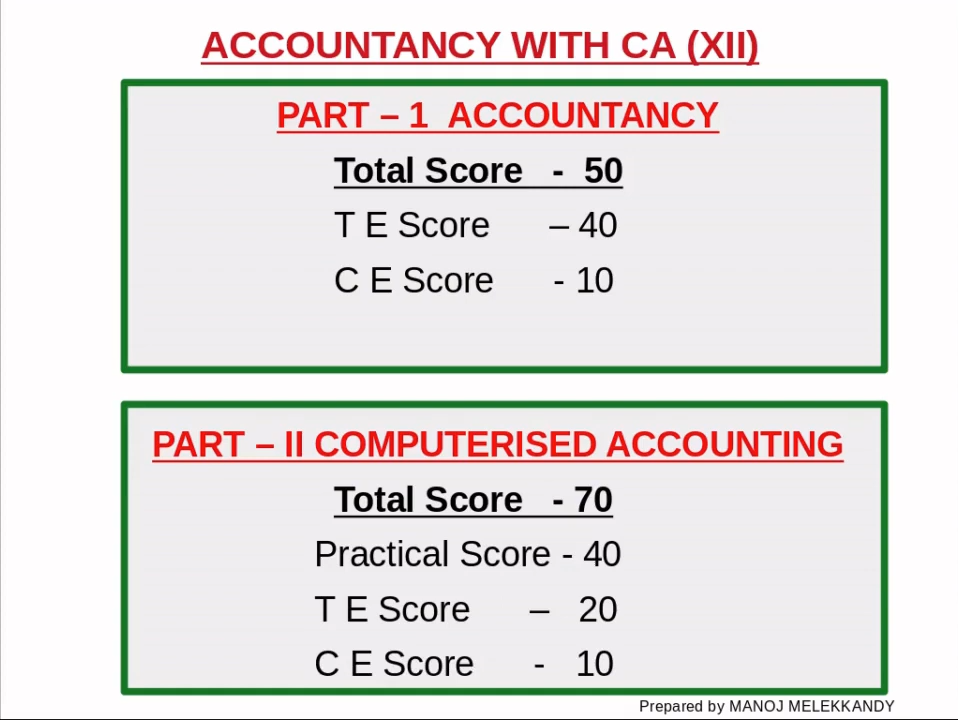 ACCOUNTANCY WITH CA (XII)
PART – 1 ACCOUNTANCY
Total Score - 50
T E Score – 40
C E Score - 10
PART – II COMPUTERISED ACCOUNTING
Total Score - 70
Practical Score - 40
T E Score – 20
C E Score - 10
Prepared by MANOJ MELEKKANDY